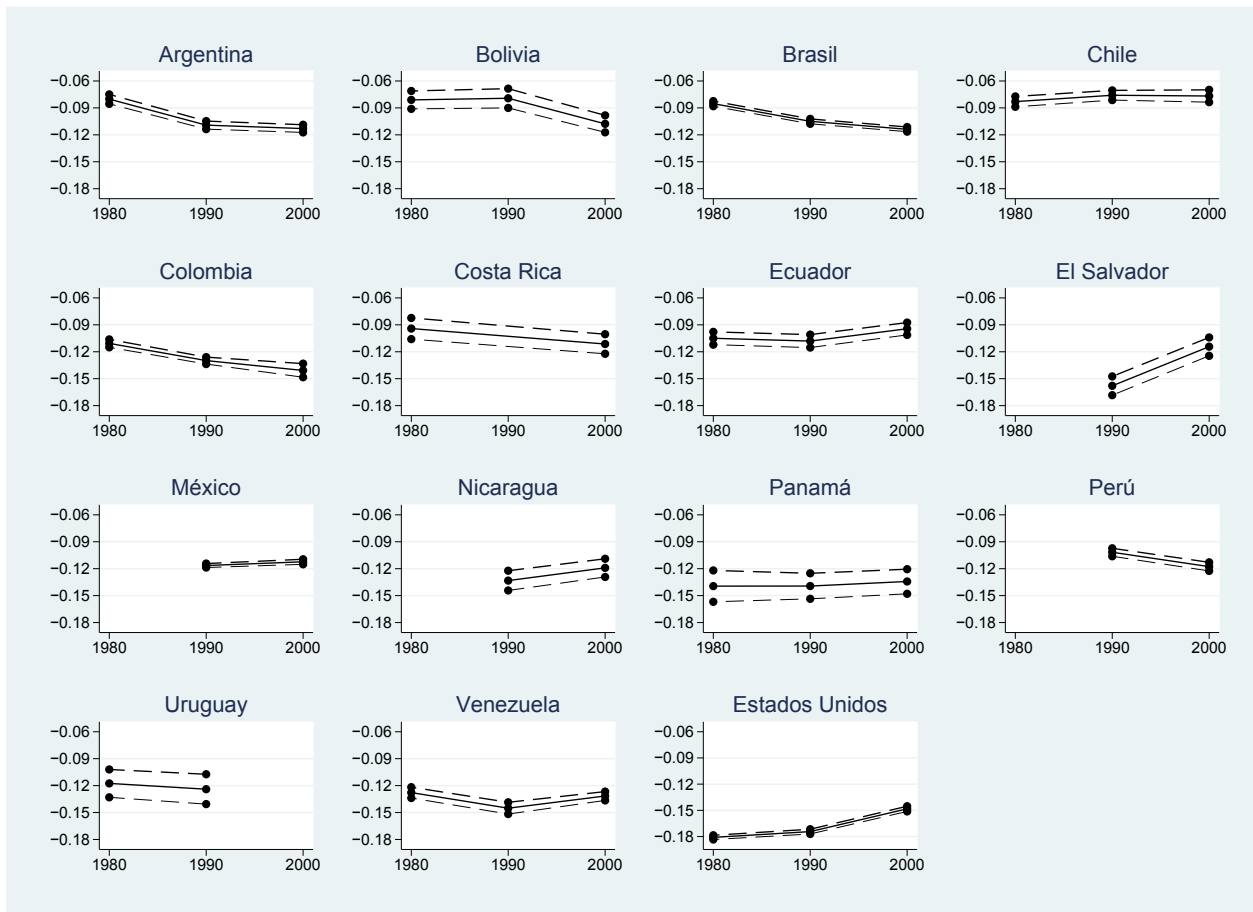 Argentina Bolivia Brasil Chile
−0.06 −0.06 −0.06 −0.06
−0.09 −0.09 −0.09 −0.09
−0.12 −0.12 −0.12 −0.12
−0.15 −0.15 −0.15 −0.15
−0.18 −0.18 −0.18 −0.18
1980 1990 2000 1980 1990 2000 1980 1990 2000 1980 1990 2000
Colombia Costa Rica Ecuador El Salvador
−0.06 −0.06 −0.06 −0.06
−0.09 −0.09 −0.09 −0.09
−0.12 −0.12 −0.12 −0.12
−0.15 −0.15 −0.15 −0.15
−0.18 −0.18 −0.18 −0.18
1980 1990 2000 1980 1990 2000 1980 1990 2000 1980 1990 2000
México Nicaragua Panamá Perú
−0.06 −0.06 −0.06 −0.06
−0.09 −0.09 −0.09 −0.09
−0.12 −0.12 −0.12 −0.12
−0.15 −0.15 −0.15 −0.15
−0.18 −0.18 −0.18 −0.18
1980 1990 2000 1980 1990 2000 1980 1990 2000 1980 1990 2000
Uruguay Venezuela Estados Unidos
−0.06 −0.06 −0.06
−0.09 −0.09 −0.09
−0.12 −0.12 −0.12
−0.15 −0.15 −0.15
−0.18 −0.18 −0.18
1980 1990 2000 1980 1990 2000 1980 1990 2000